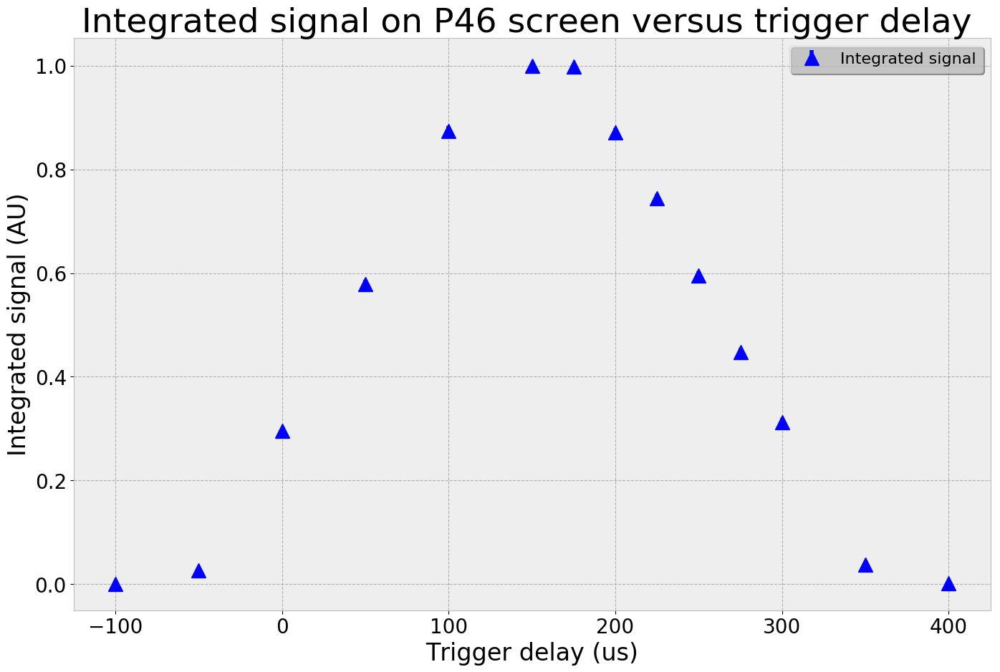 Integrated signal on P46 screen versus trigger delay
Integrated signal
Integrated signal (AU)
1.0
0.8
0.6
0.4
0.2
0.0
−100 0 100 200 300 400
Trigger delay (us)